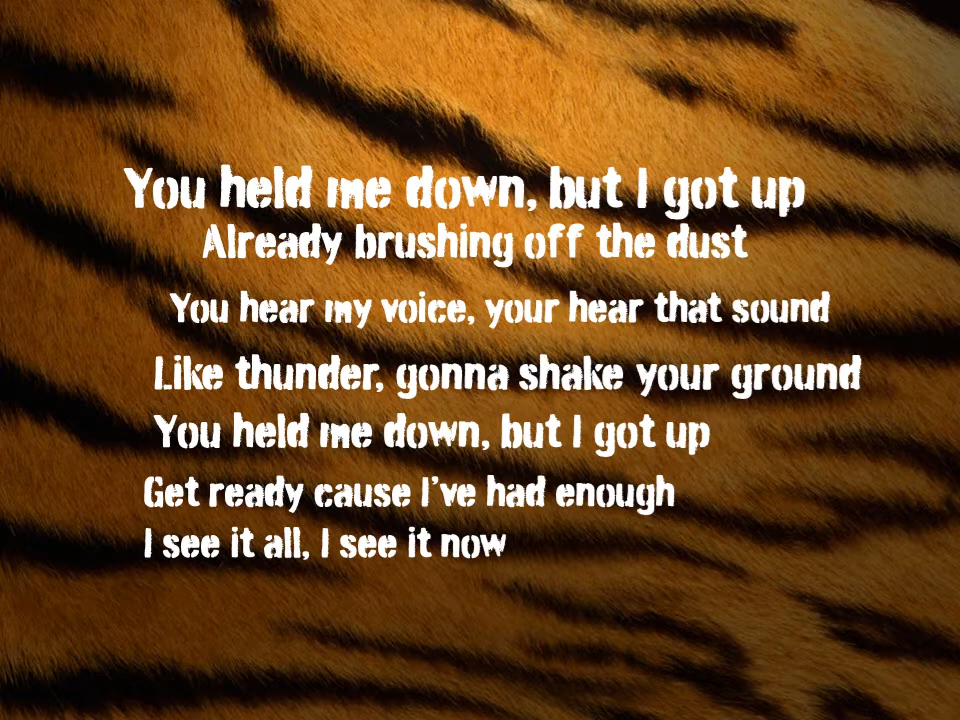 You held me down, but I got up
Already brushing off the dust
You hear my voice, your hear that sound
Like thunder, gonna shake your ground
You held me down, but I got up
Get ready cause I've had enough
I see it all, I see it now